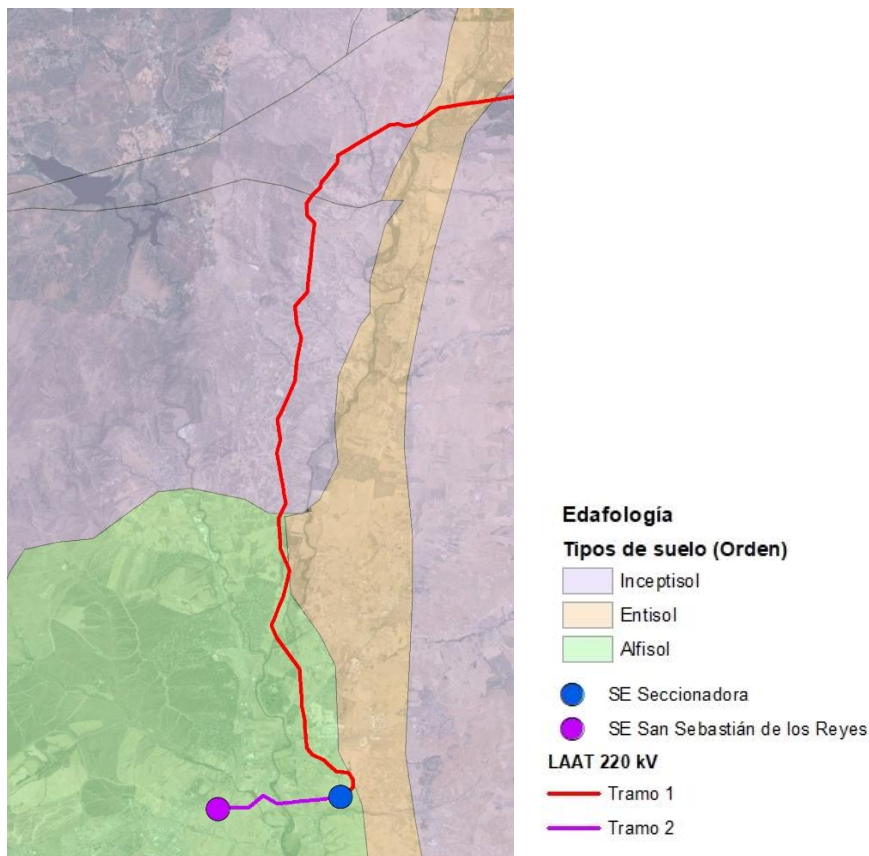 Edafología
Tipos de suelo (Orden)
Inceptisol
Entisol
Alfisol
SE Seccionadora
SE San Sebastián de los Reyes
LAAT 220 kV
Tramo 1
Tramo 2